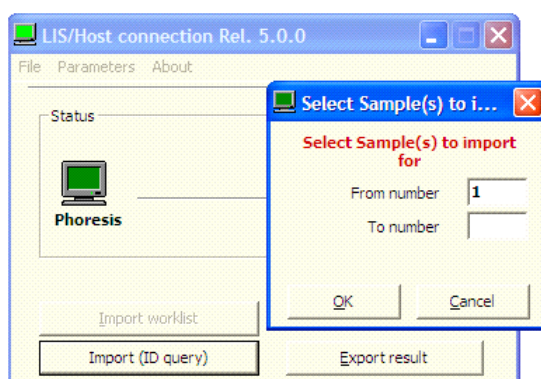 LIS/Host connection Rel. 5.0.0
File Parameters About
Status
Phoresis
Import worklist
Import (ID query)
Export result
Select Sample(s) to i...
Select Sample(s) to import
for
From number 1
To number
OK Cancel